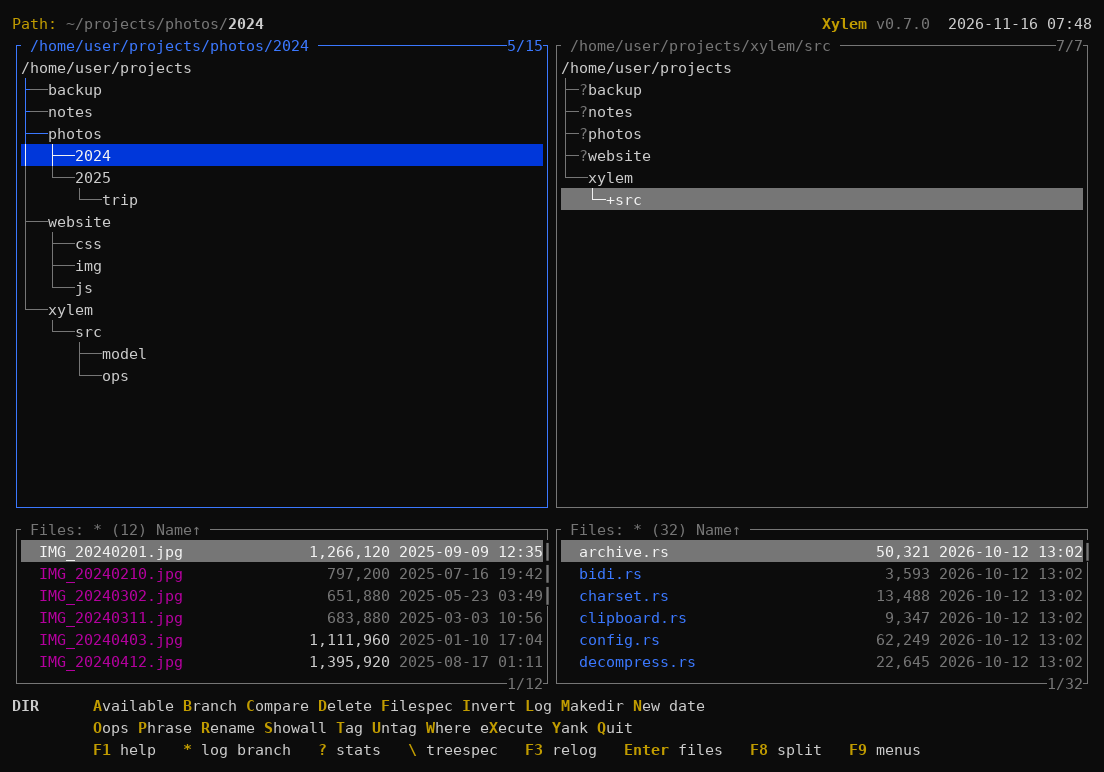 Path: ~/projects/photos/2024 Xylem v0.7.0 2026-11-16 07:48
/home/user/projects/photos/2024 5/15 /home/user/projects/xylem/src 7/7
/home/user/projects /home/user/projects
├──backup ├─?backup
├──notes ├─?notes
├──photos ├─?photos
│  ├──2024 ├─?website
│  └──2025 └──xylem
│     └──trip └─+src
├──website
│  ├──css
│  ├──img
│  └──js
└──xylem
   └──src
      ├──model
      └──ops
Files: * (12) Name↑ Files: * (32) Name↑
IMG_20240201.jpg 1,266,120 2025-09-09 12:35 archive.rs 50,321 2026-10-12 13:02
IMG_20240210.jpg 797,200 2025-07-16 19:42 bidi.rs 3,593 2026-10-12 13:02
IMG_20240302.jpg 651,880 2025-05-23 03:49 charset.rs 13,488 2026-10-12 13:02
IMG_20240311.jpg 683,880 2025-03-03 10:56 clipboard.rs 9,347 2026-10-12 13:02
IMG_20240403.jpg 1,111,960 2025-01-10 17:04 config.rs 62,249 2026-10-12 13:02
IMG_20240412.jpg 1,395,920 2025-08-17 01:11 decompress.rs 22,645 2026-10-12 13:02
1/12 1/32
DIR Available Branch Compare Delete Filespec Invert Log Makedir New date
Oops Phrase Rename Showall Tag Untag Where eXecute Yank Quit
F1 help * log branch ? stats \ treespec F3 relog Enter files F8 split F9 menus